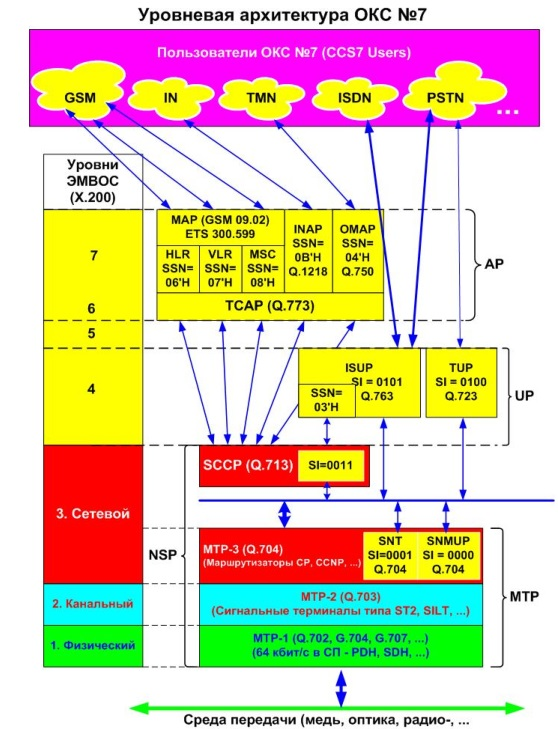 Уровневая архитектура ОКС №7
Пользователи ОКС №7 (CCS7 Users)
GSM
IN
TMN
ISDN
PSTN
...
Уровни
ЭМВОС
(X.200)
7
6
5
4
3. Сетевой
2. Канальный
1. Физический
MAP (GSM 09.02)
ETS 300.599
HLR
SSN=
06'H
VLR
SSN=
07'H
MSC
SSN=
08'H
INAP
SSN=
0B'H
Q.1218
OMAP
SSN=
04'H
Q.750
TCAP (Q.773)
AP
ISUP
SI = 0101
Q.763
SSN=
03'H
TUP
SI = 0100
Q.723
UP
SCCP (Q.713)
SI=0011
NSP
MTP-3 (Q.704)
(Маршрутизаторы СР, CCNP, ...)
SNT
SI=0001
Q.704
SNMUP
SI = 0000
Q.704
MTP
MTP-2 (Q.703)
(Сигнальные терминалы типа ST2, SILT, ...)
MTP-1 (Q.702, G.704, G.707, ...)
(64 кбит/с в СП - PDH, SDH, ...)
Среда передачи (медь, оптика, радио-, ...